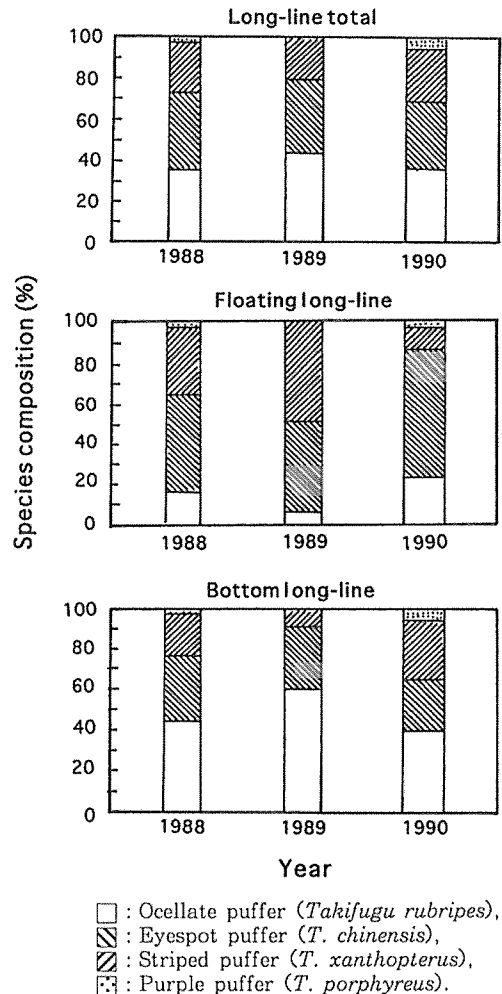 Long-line total
100
80
60
40
20
0
1988 1989 1990
Floating long-line
100
80
60
40
20
0
1988 1989 1990
Bottom long-line
100
80
60
40
20
0
1988 1989 1990
Species composition (%)
Year
: Ocellate puffer (Takifugu rubripes),
: Eyespot puffer (T. chinensis),
: Striped puffer (T. xanthopterus),
: Purple puffer (T. porphyreus).